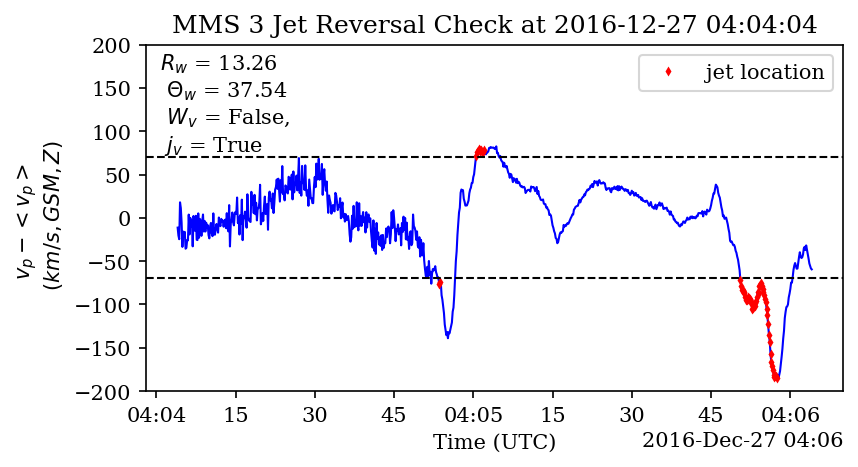 MMS 3 Jet Reversal Check at 2016-12-27 04:04:04
R_w = 13.26
Θ_w = 37.54
W_v = False,
j_v = True
jet location
v_p − < v_p >
(km/s, GSM, Z)
200
150
100
50
0
−50
−100
−150
−200
04:04 15 30 45 04:05 15 30 45 04:06
Time (UTC)
2016-Dec-27 04:06